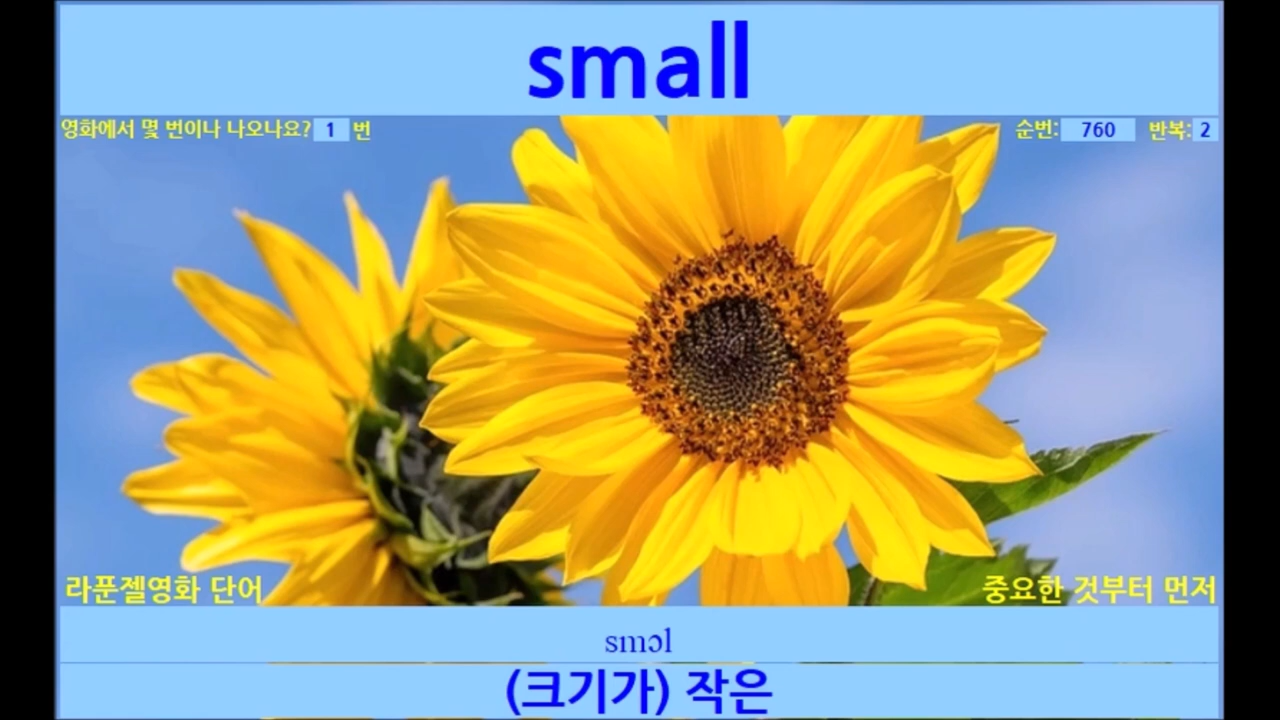 small
영화에서 몇 번이나 나오나요? 1 번
순번: 760 반복: 2
라푼젤영화 단어
중요한 것부터 먼저
smɔl
(크기가) 작은